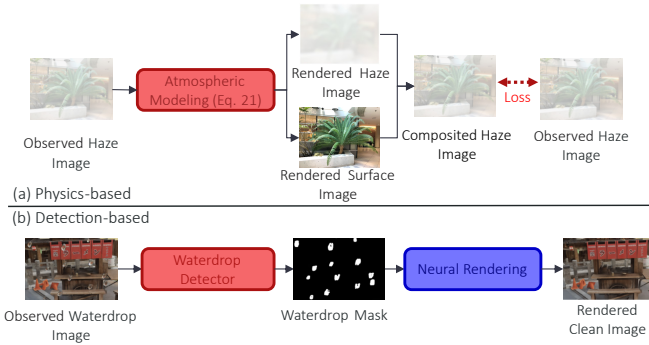 Observed Haze
Image
Atmospheric
Modeling (Eq. 21)
Rendered Haze
Image
Rendered Surface
Image
Composited Haze
Image
Loss
Observed Haze
Image
(a) Physics-based
(b) Detection-based
Observed Waterdrop
Image
Waterdrop
Detector
Waterdrop Mask
Neural Rendering
Rendered
Clean Image